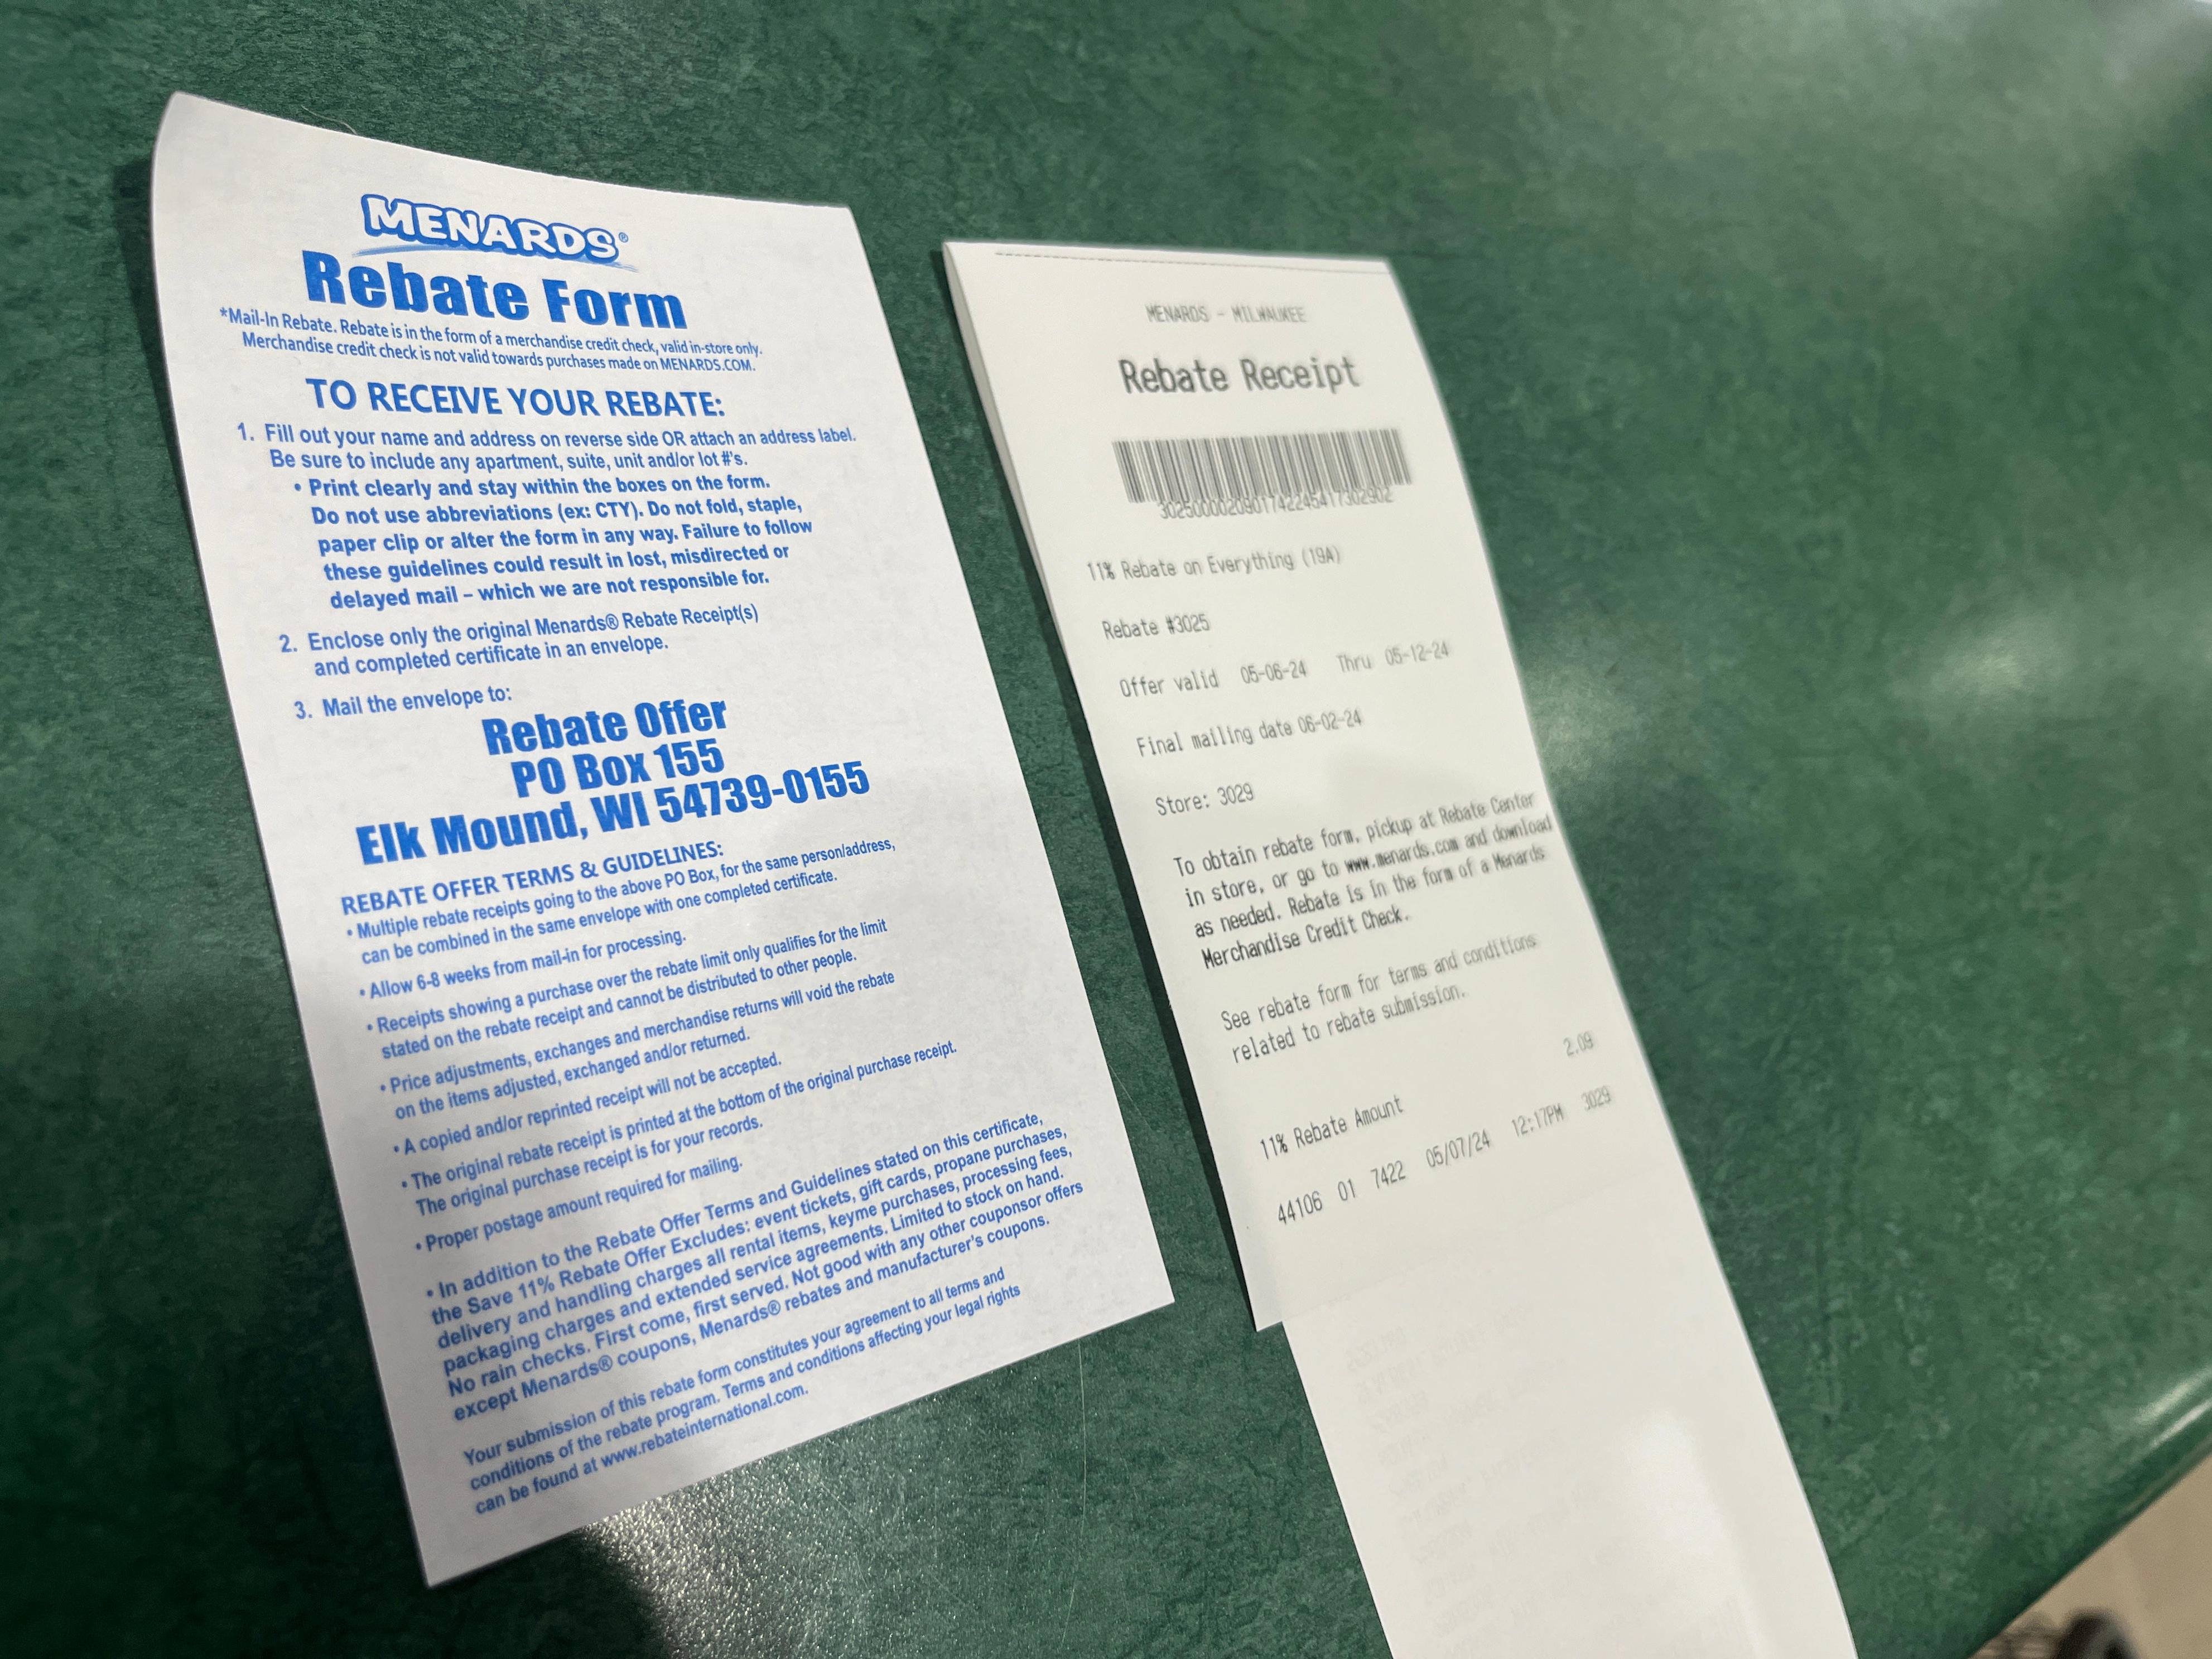 MENARDS®
Rebate Form
*Mail-In Rebate. Rebate is in the form of a merchandise credit check, valid in-store only.
Merchandise credit check is not valid towards purchases made on MENARDS.COM.
TO RECEIVE YOUR REBATE:
1. Fill out your name and address on reverse side OR attach an address label.
Be sure to include any apartment, suite, unit and/or lot #'s.
• Print clearly and stay within the boxes on the form.
Do not use abbreviations (ex: CTY). Do not fold, staple,
paper clip or alter the form in any way. Failure to follow
these guidelines could result in lost, misdirected or
delayed mail – which we are not responsible for.
2. Enclose only the original Menards® Rebate Receipt(s)
and completed certificate in an envelope.
3. Mail the envelope to:
Rebate Offer
PO Box 155
Elk Mound, WI 54739-0155
REBATE OFFER TERMS & GUIDELINES:
• Multiple rebate receipts going to the above PO Box, for the same person/address,
can be combined in the same envelope with one completed certificate.
• Allow 6-8 weeks from mail-in for processing.
• Receipts showing a purchase over the rebate limit only qualifies for the limit
stated on the rebate receipt and cannot be distributed to other people.
• Price adjustments, exchanges and merchandise returns will void the rebate
on the items adjusted, exchanged and/or returned.
• A copied and/or reprinted receipt will not be accepted.
• The original rebate receipt is printed at the bottom of the original purchase receipt.
The original purchase receipt is for your records.
• Proper postage amount required for mailing.
• In addition to the Rebate Offer Terms and Guidelines stated on this certificate,
the Save 11% Rebate Offer Excludes: event tickets, gift cards, propane purchases,
delivery and handling charges all rental items, keyme purchases, processing fees,
packaging charges and extended service agreements. Limited to stock on hand.
No rain checks. First come, first served. Not good with any other couponsor offers
except Menards® coupons, Menards® rebates and manufacturer's coupons.
Your submission of this rebate form constitutes your agreement to all terms and
conditions of the rebate program. Terms and conditions affecting your legal rights
can be found at www.rebateinternational.com.
MENARDS - MILWAUKEE
Rebate Receipt
3025000020901742245417302902
11% Rebate on Everything (19A)
Rebate #3025
Offer valid 05-06-24 Thru 05-12-24
Final mailing date 06-02-24
Store: 3029
To obtain rebate form, pickup at Rebate Center
in store, or go to www.menards.com and download
as needed. Rebate is in the form of a Menards
Merchandise Credit Check.
See rebate form for terms and conditions
related to rebate submission.
11% Rebate Amount 2.09
44106 01 7422 05/07/24 12:17PM 3029